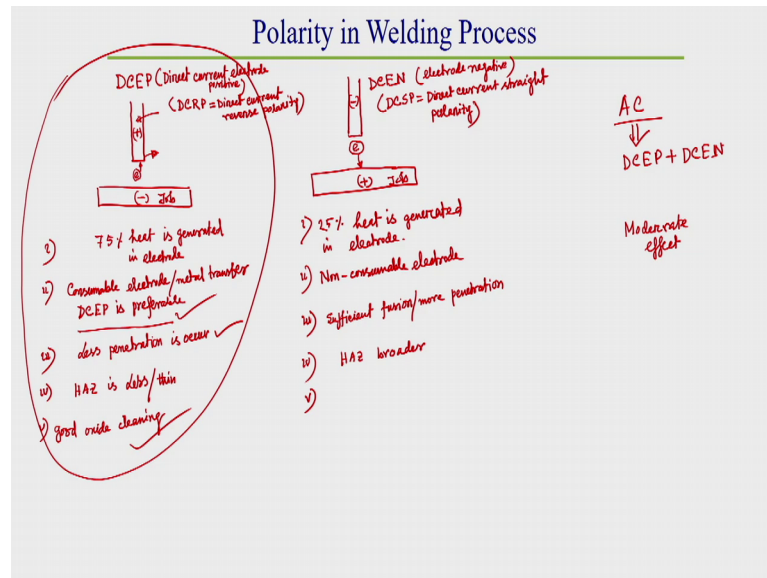 Polarity in Welding Process
DCEP (Direct current electrode
positive)
(DCRP = Direct current
reverse polarity)
(+)
e
(-) Job
i) 75% heat is generated
in electrode
ii) Consumable electrode/metal transfer
DCEP is preferable
iii) Less penetration is occur
iv) HAZ is less/thin
v) good oxide cleaning
DCEN (electrode negative)
(DCSP = Direct current straight
polarity)
(-)
e
(+) Job
i) 25% heat is generated
in electrode.
ii) Non-consumable electrode
iii) Sufficient fusion/more penetration
iv) HAZ broader
v)
AC
DCEP + DCEN
Moderate
effect